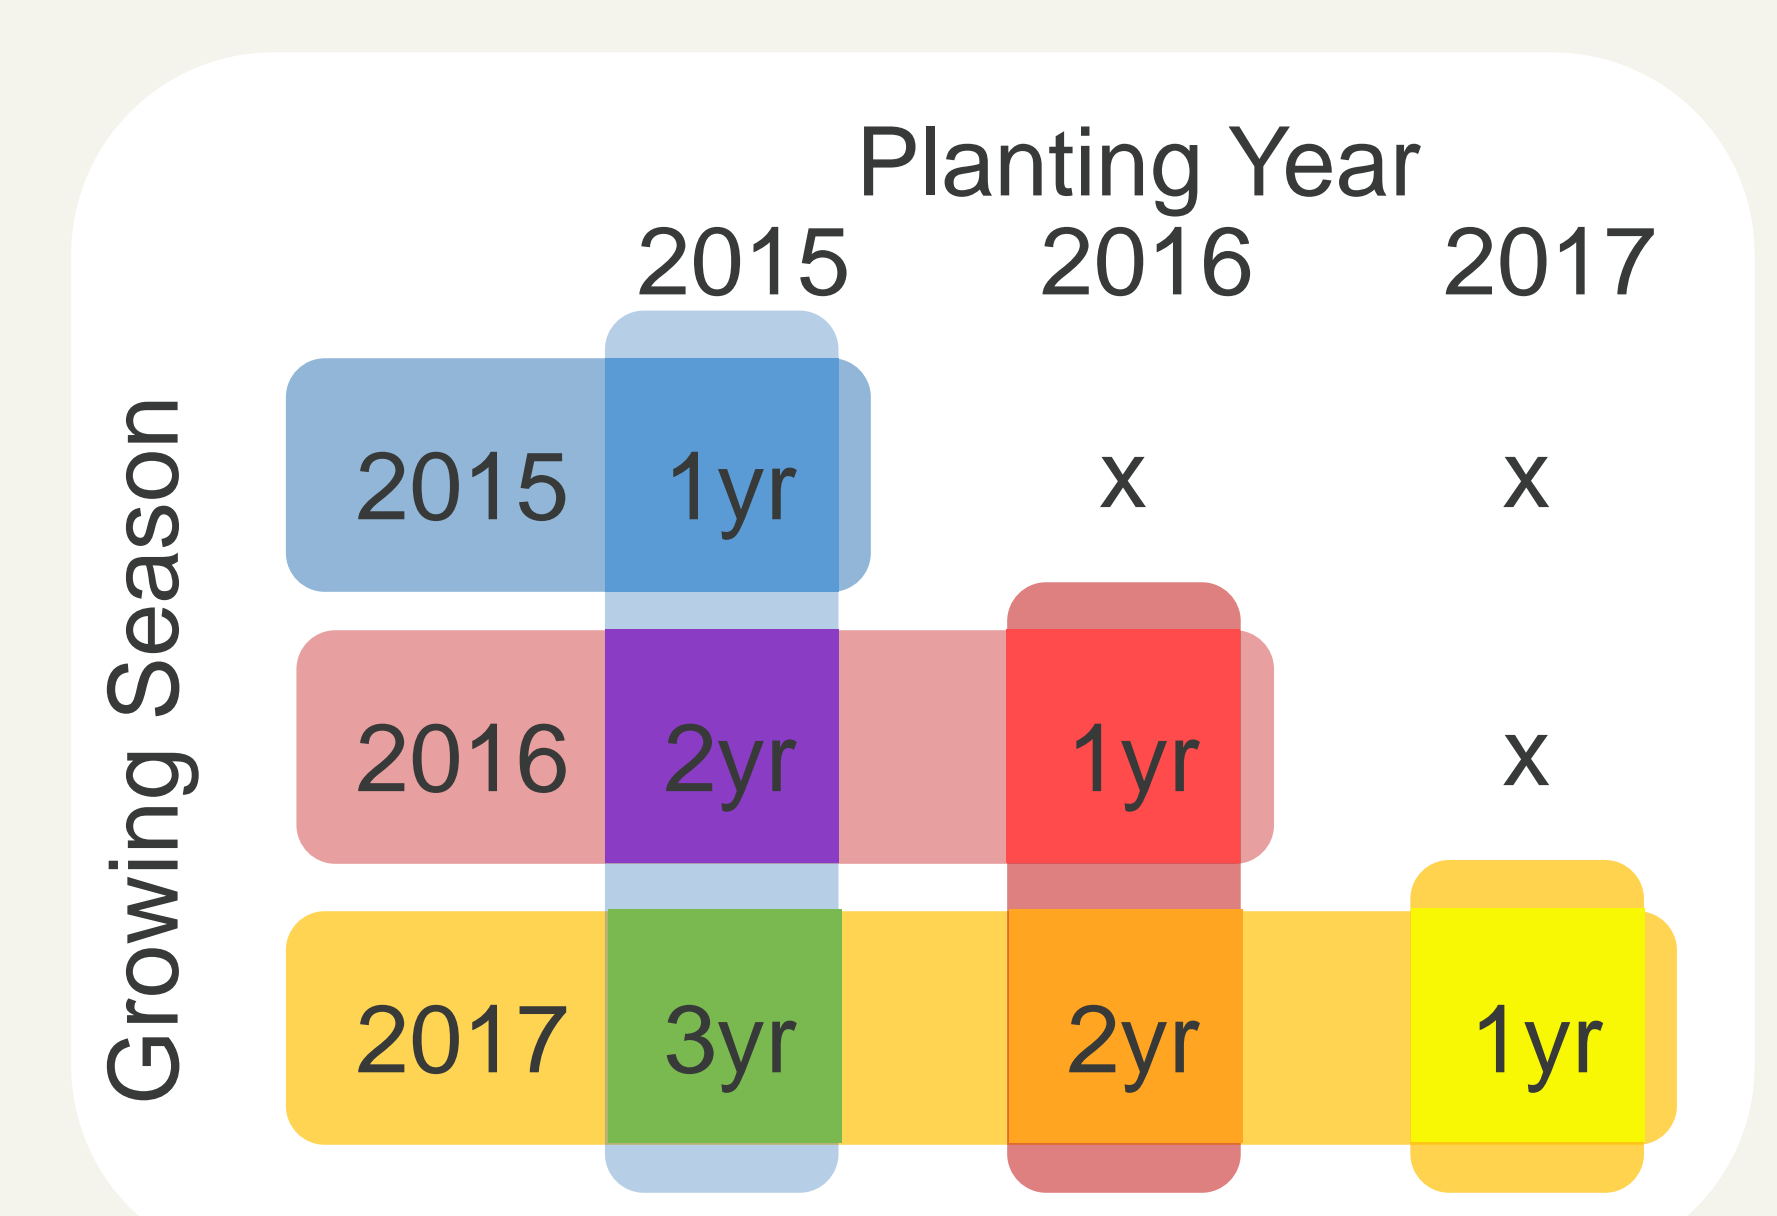 Planting Year
2015 2016 2017
Growing Season
2015 1yr x x
2016 2yr 1yr x
2017 3yr 2yr 1yr